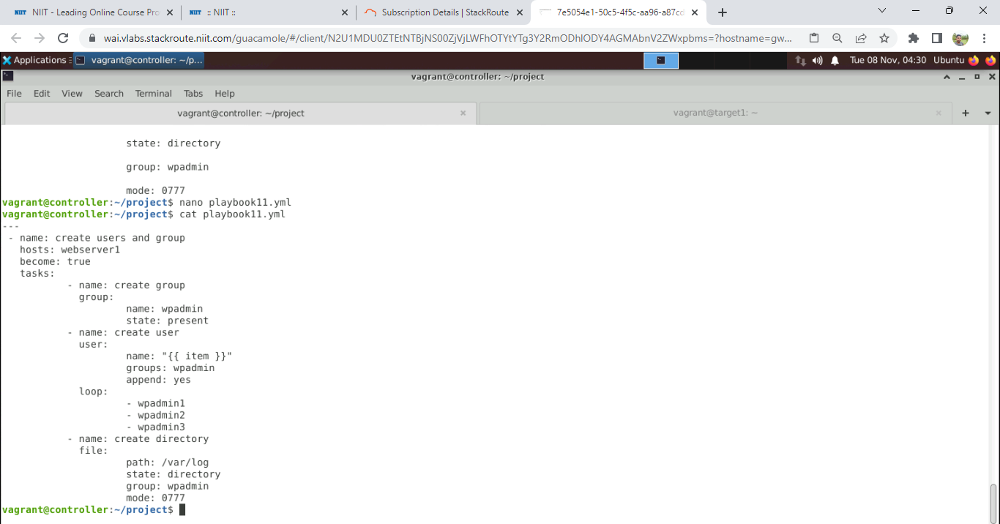 NIIT - Leading Online Course Pro
:: NIIT ::
Subscription Details | StackRoute
7e5054e1-50c5-4f5c-aa96-a87cd
wai.vlabs.stackroute.niit.com/guacamole/#/client/N2U1MDU0ZTEtNTBjNS00ZjVjLWFhOTYtYTg3Y2RmODhlODY4AGMAbnV2ZWxpbms=?hostname=gw...
Applications
vagrant@controller: ~/p...
Tue 08 Nov, 04:30 Ubuntu
vagrant@controller: ~/project
File Edit View Search Terminal Tabs Help
vagrant@controller: ~/project
vagrant@target1: ~
state: directory
group: wpadmin
mode: 0777
vagrant@controller:~/project$ nano playbook11.yml
vagrant@controller:~/project$ cat playbook11.yml
---
- name: create users and group
hosts: webserver1
become: true
tasks:
- name: create group
group:
name: wpadmin
state: present
- name: create user
user:
name: "{{ item }}"
groups: wpadmin
append: yes
loop:
- wpadmin1
- wpadmin2
- wpadmin3
- name: create directory
file:
path: /var/log
state: directory
group: wpadmin
mode: 0777
vagrant@controller:~/project$